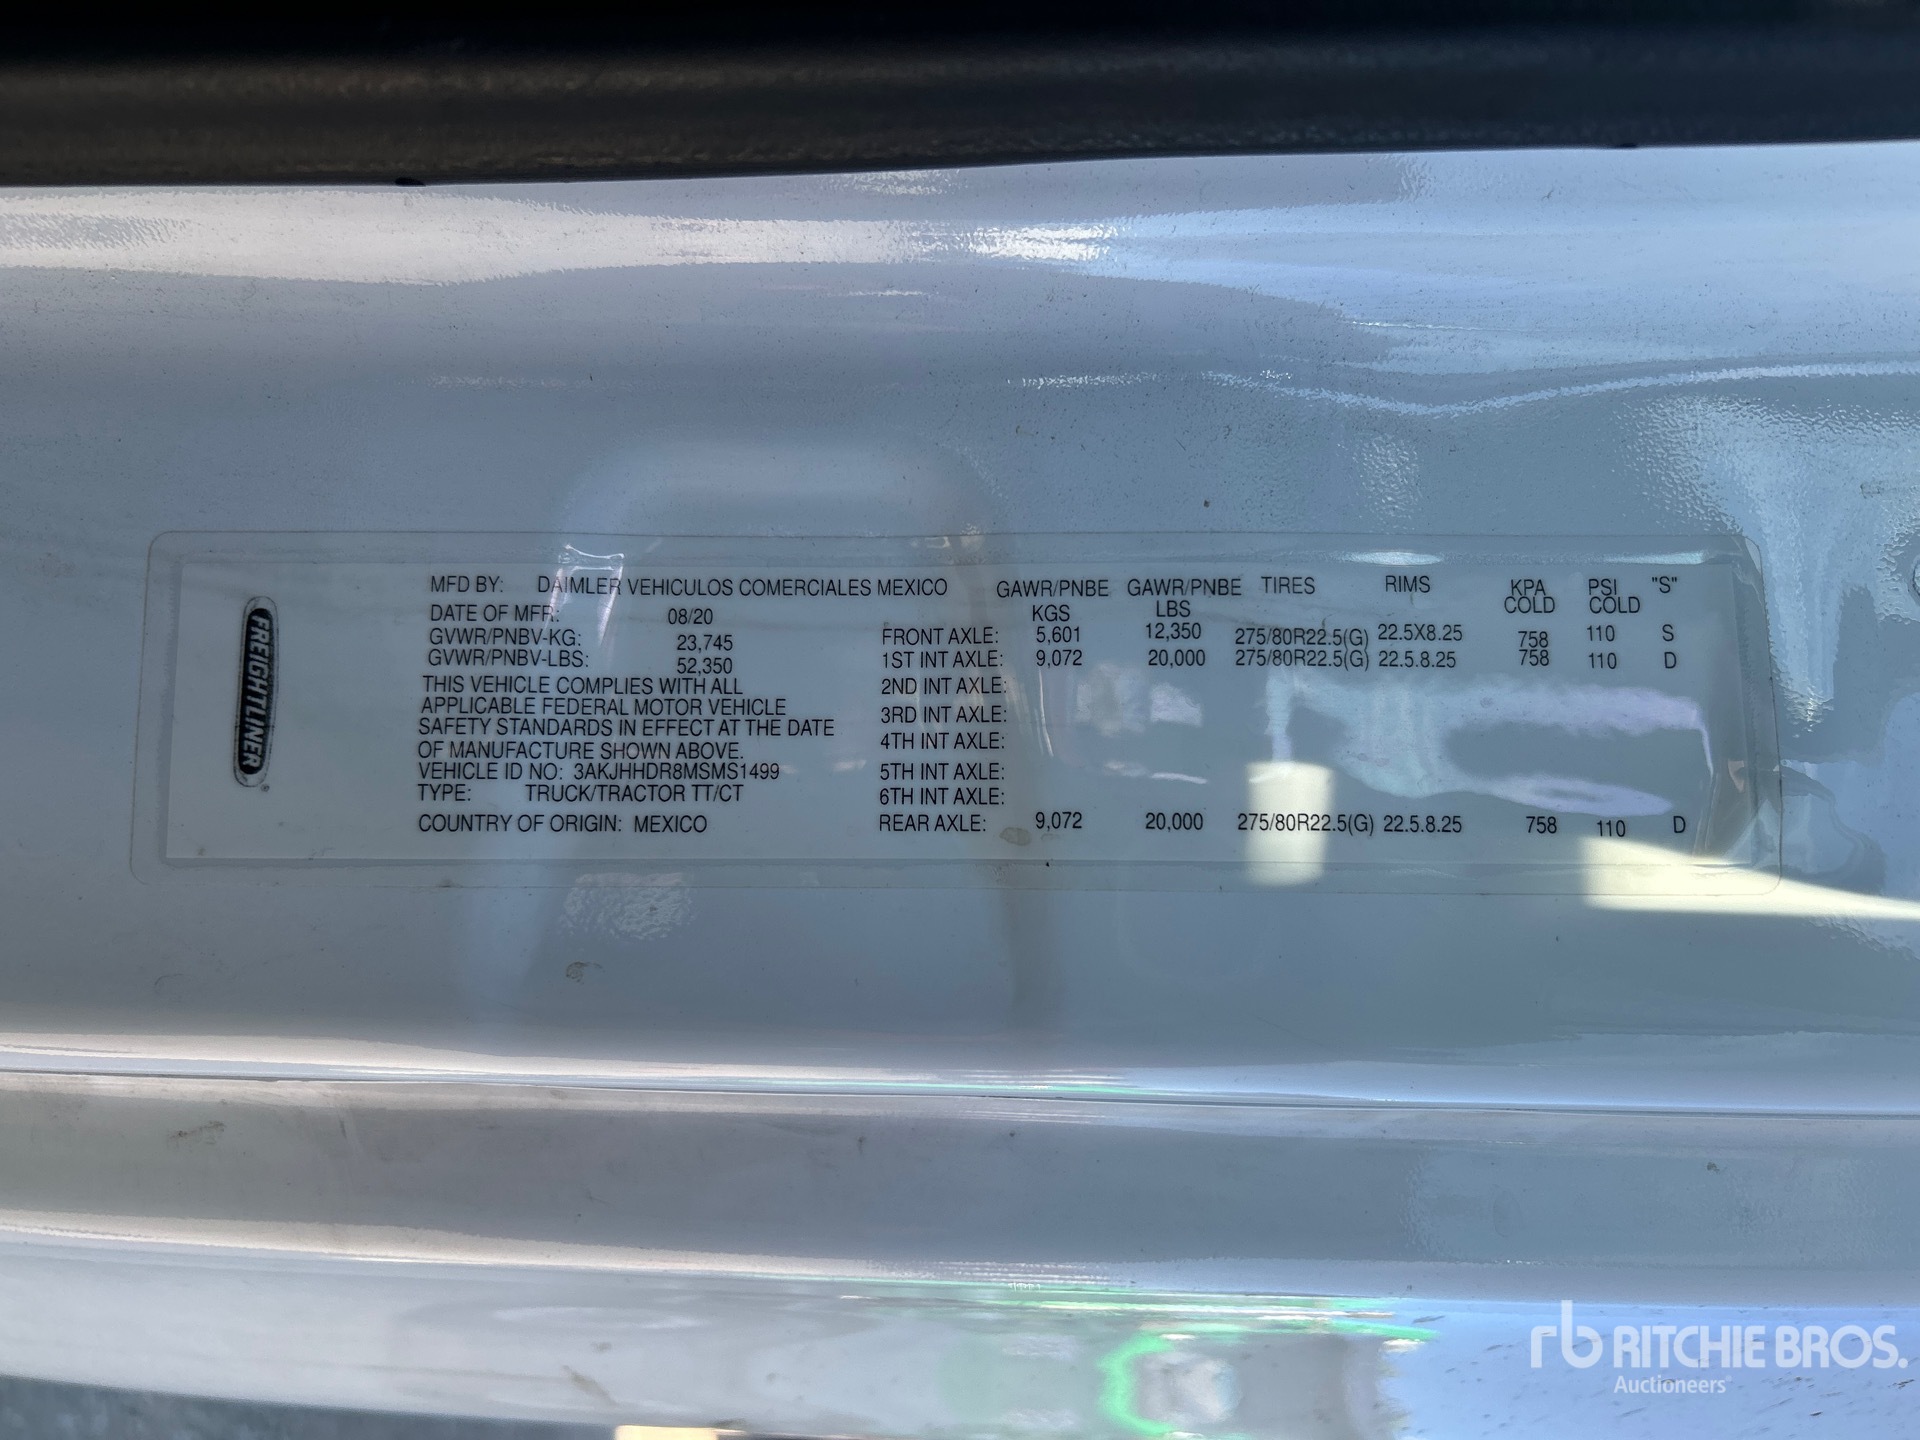 FREIGHTLINER
MFD BY: DAIMLER VEHICULOS COMERCIALES MEXICO
DATE OF MFR: 08/20
GVWR/PNBV-KG: 23,745
GVWR/PNBV-LBS: 52,350
THIS VEHICLE COMPLIES WITH ALL
APPLICABLE FEDERAL MOTOR VEHICLE
SAFETY STANDARDS IN EFFECT AT THE DATE
OF MANUFACTURE SHOWN ABOVE.
VEHICLE ID NO: 3AKJHHDR8MSMS1499
TYPE: TRUCK/TRACTOR TT/CT
COUNTRY OF ORIGIN: MEXICO
GAWR/PNBE GAWR/PNBE TIRES RIMS KPA PSI "S"
KGS LBS COLD COLD
FRONT AXLE: 5,601 12,350 275/80R22.5(G) 22.5X8.25 758 110 S
1ST INT AXLE: 9,072 20,000 275/80R22.5(G) 22.5.8.25 758 110 D
2ND INT AXLE:
3RD INT AXLE:
4TH INT AXLE:
5TH INT AXLE:
6TH INT AXLE:
REAR AXLE: 9,072 20,000 275/80R22.5(G) 22.5.8.25 758 110 D
rb RITCHIE BROS.
Auctioneers